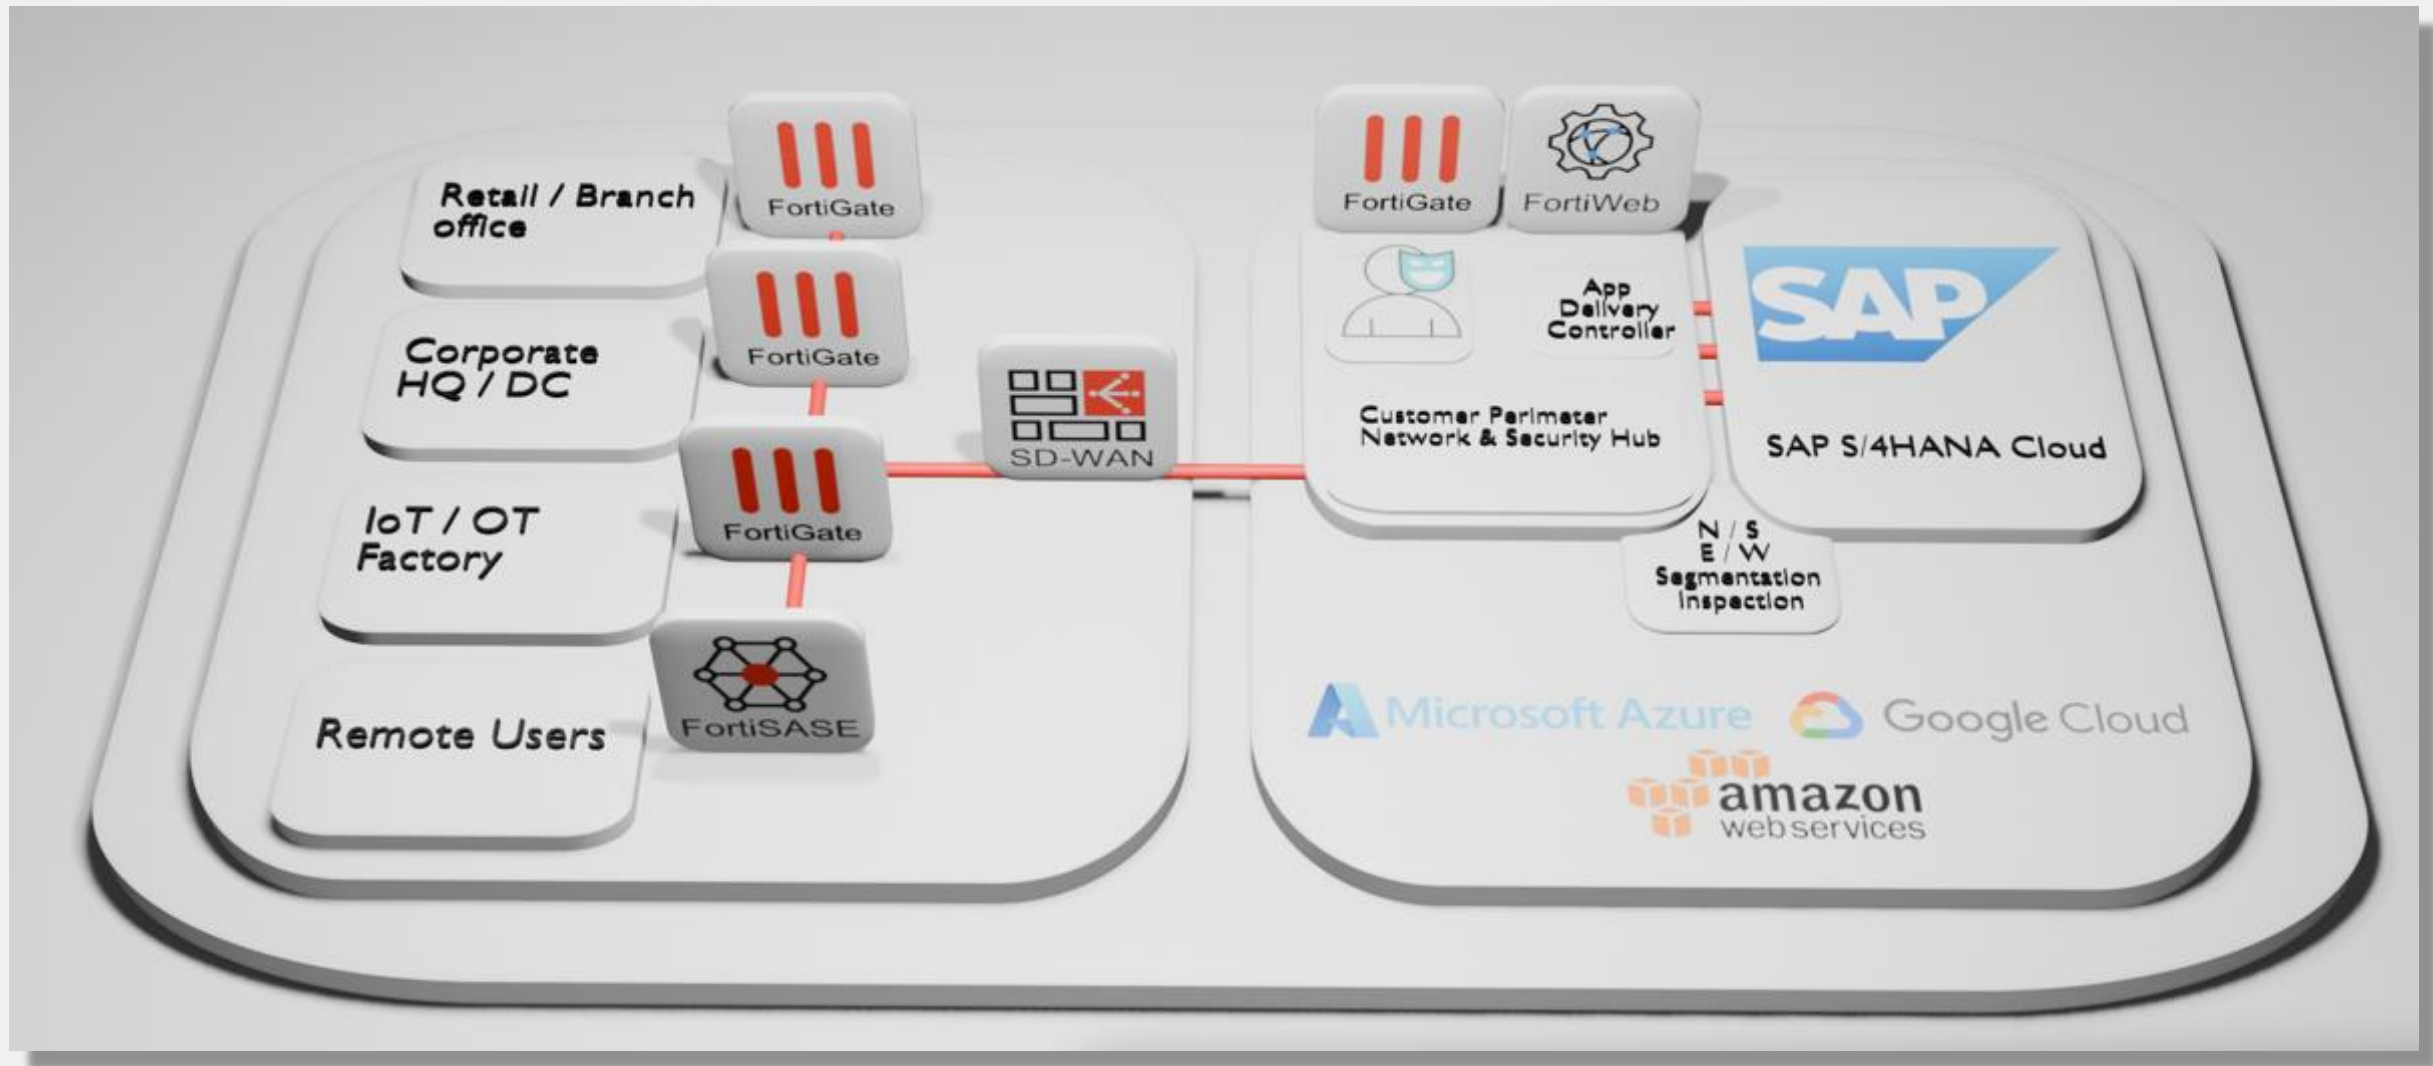 Retail / Branch
office
FortiGate
Corporate
HQ / DC
FortiGate
IoT / OT
Factory
FortiGate
Remote Users
FortiSASE
SD-WAN
FortiGate
FortiWeb
App
Delivery
Controller
Customer Perimeter
Network & Security Hub
SAP
SAP S/4HANA Cloud
N / S
E / W
Segmentation
Inspection
Microsoft Azure
Google Cloud
amazon
web services